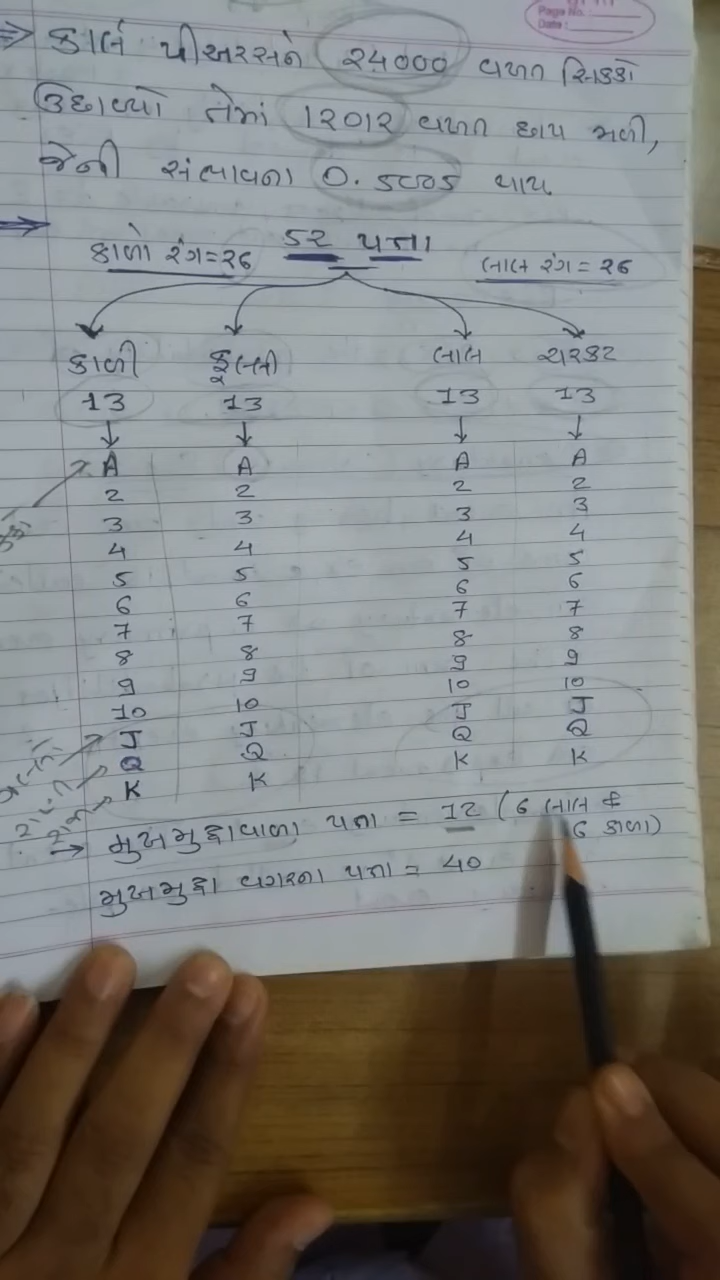 Page No.:
Date:
⇒ કાર્લ પીઅરસને 24000 વખત સિક્કો
ઉછાવ્યો તેમાં 12012 વખત છાપ મળી,
જેની સંભાવના 0.5005 થાય
⇒ 52 પત્તા
કાળો રંગ = 26 લાલ રંગ = 26
કાળી ફૂલ્લી લાલ ચરકટ
13 13 13 13
↓ ↓ ↓ ↓
A A A A
2 2 2 2
3 3 3 3
4 4 4 4
5 5 5 5
6 6 6 6
7 7 7 7
8 8 8 8
9 9 9 9
10 10 10 10
J J J J
Q Q Q Q
K K K K
→ મુખમુદ્રાવાળા પત્તા = 12 (6 લાલ ને
6 કાળા)
મુખમુદ્રા વગરના પત્તા = 40